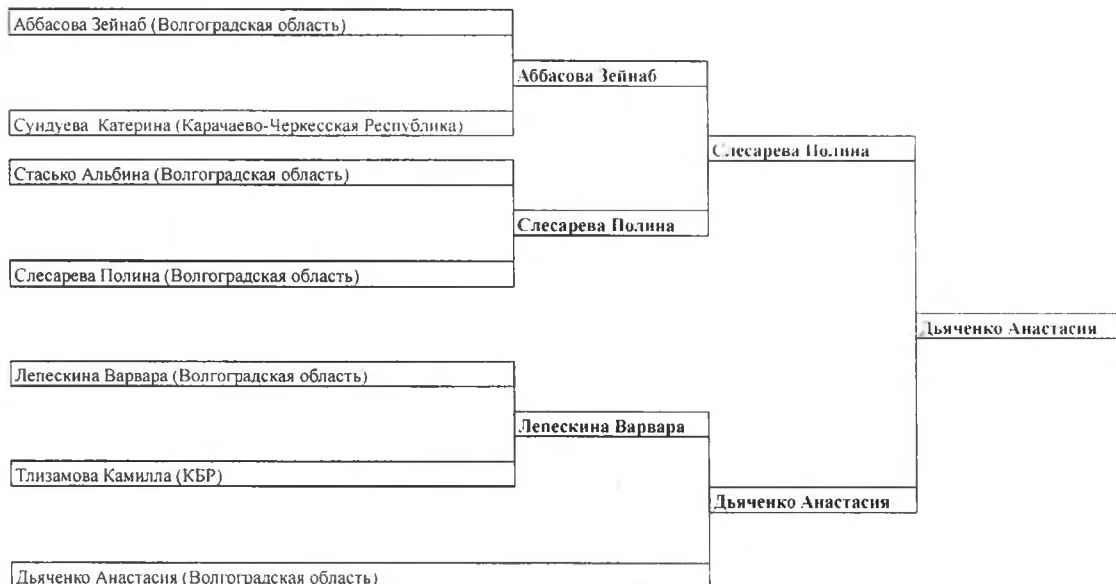 Аббасова Зейнаб (Волгоградская область)
Аббасова Зейнаб
Сундуева Катерина (Карачаево-Черкесская Республика)
Слесарева Полина
Стасько Альбина (Волгоградская область)
Слесарева Полина
Слесарева Полина (Волгоградская область)
Дьяченко Анастасия
Лепескина Варвара (Волгоградская область)
Лепескина Варвара
Тлизамова Камилла (КБР)
Дьяченко Анастасия
Дьяченко Анастасия (Волгоградская область)